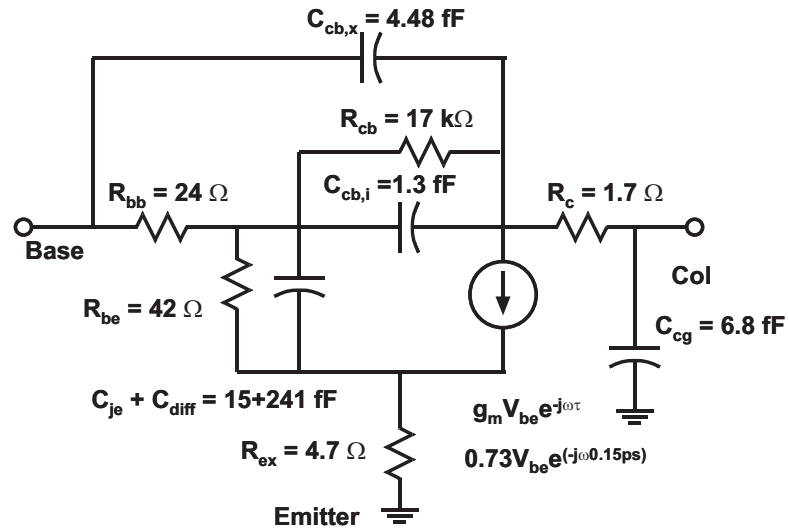 C_cb,x = 4.48 fF
R_cb = 17 kΩ
C_cb,i =1.3 fF
R_bb = 24 Ω
R_c = 1.7 Ω
Base
Col
R_be = 42 Ω
C_cg = 6.8 fF
C_je + C_diff = 15+241 fF
g_mV_bee^-jωτ
R_ex = 4.7 Ω
0.73V_bee^(-jω0.15ps)
Emitter